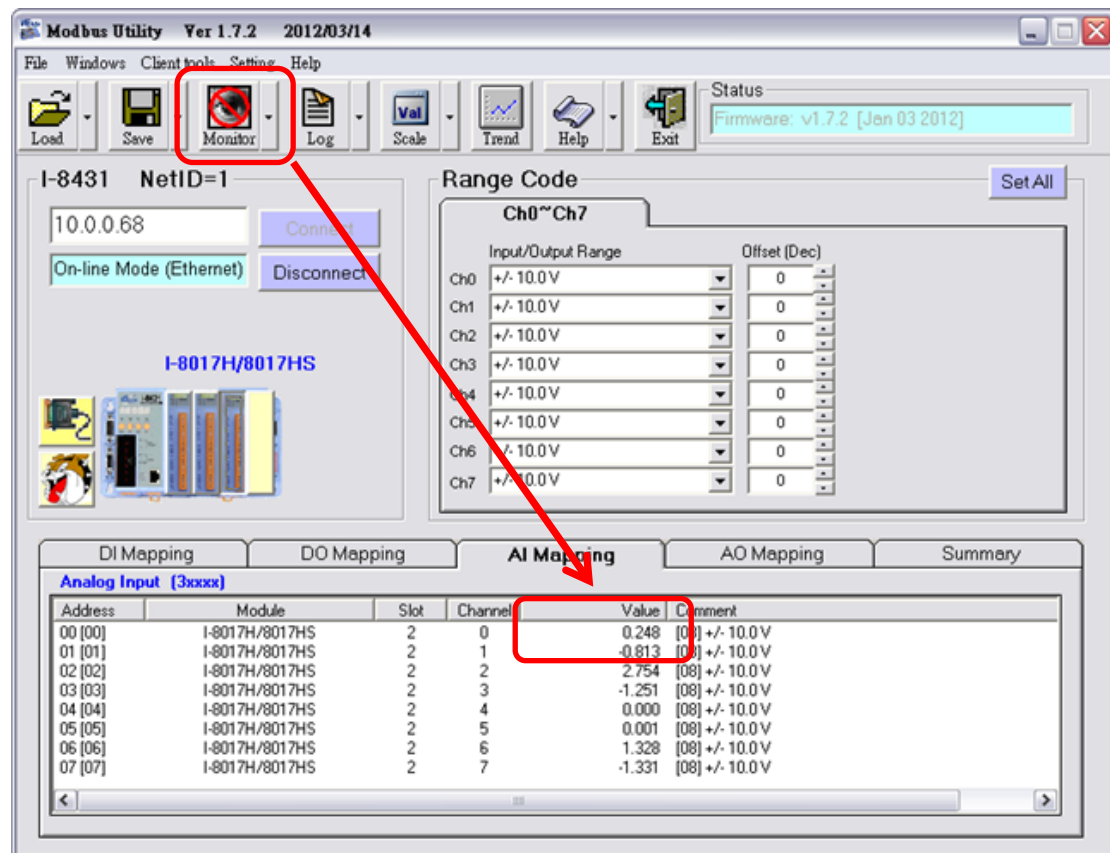 Modbus Utility Ver 1.7.2 2012/03/14
File Windows Client tools Setting Help
Load Save Monitor Log Val Scale Trend Help Exit
Status
Firmware: v1.7.2 [Jan 03 2012]
I-8431 NetID=1
10.0.0.68 Connect
On-line Mode (Ethernet) Disconnect
I-8017H/8017HS
Range Code Set All
Ch0~Ch7
Input/Output Range Offset (Dec)
Ch0 +/- 10.0 V 0
Ch1 +/- 10.0 V 0
Ch2 +/- 10.0 V 0
Ch3 +/- 10.0 V 0
Ch4 +/- 10.0 V 0
Ch5 +/- 10.0 V 0
Ch6 +/- 10.0 V 0
Ch7 +/- 10.0 V 0
DI Mapping DO Mapping AI Mapping AO Mapping Summary
Analog Input (3xxxx)
Address Module Slot Channel Value Comment
00 [00] I-8017H/8017HS 2 0 0.248 [08] +/- 10.0 V
01 [01] I-8017H/8017HS 2 1 -0.813 [08] +/- 10.0 V
02 [02] I-8017H/8017HS 2 2 2.754 [08] +/- 10.0 V
03 [03] I-8017H/8017HS 2 3 -1.251 [08] +/- 10.0 V
04 [04] I-8017H/8017HS 2 4 0.000 [08] +/- 10.0 V
05 [05] I-8017H/8017HS 2 5 0.001 [08] +/- 10.0 V
06 [06] I-8017H/8017HS 2 6 1.328 [08] +/- 10.0 V
07 [07] I-8017H/8017HS 2 7 -1.331 [08] +/- 10.0 V